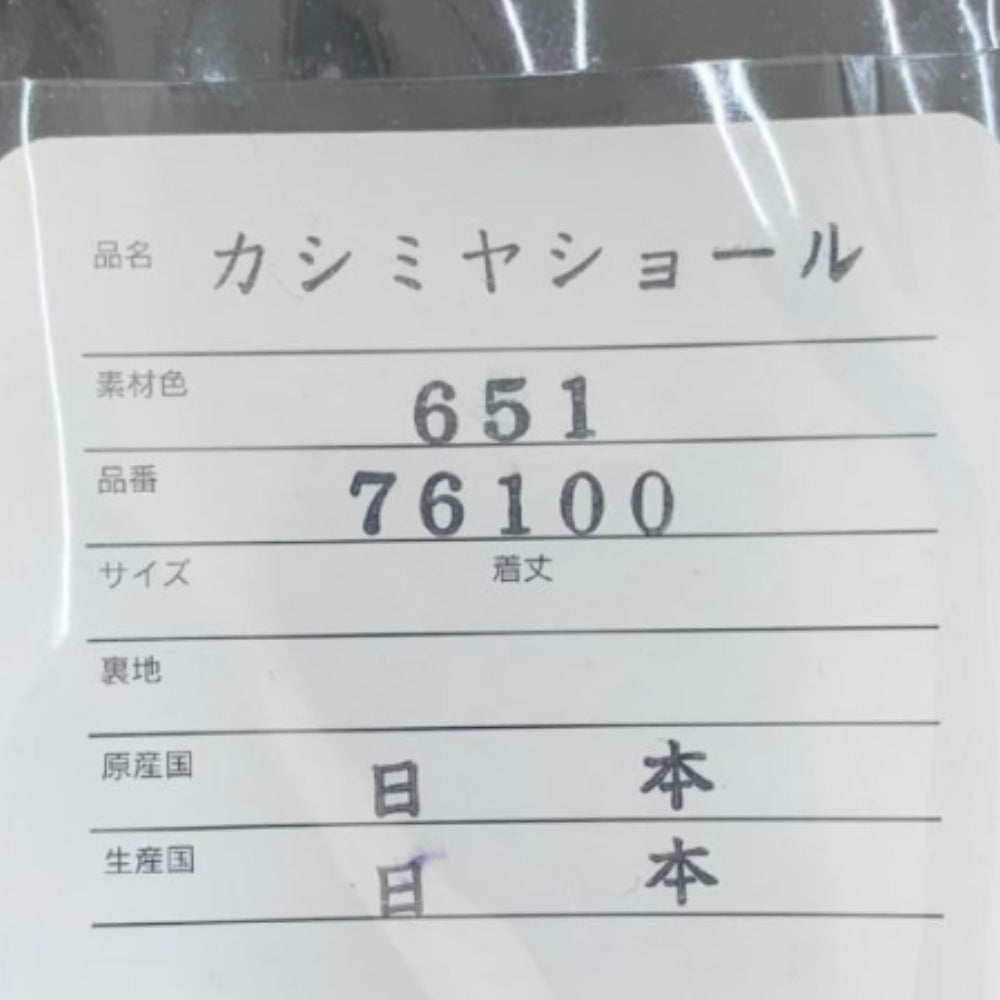 品名 カシミヤショール
素材色 651
品番 76100
サイズ 着丈
裏地
原産国 日本
生産国 日本